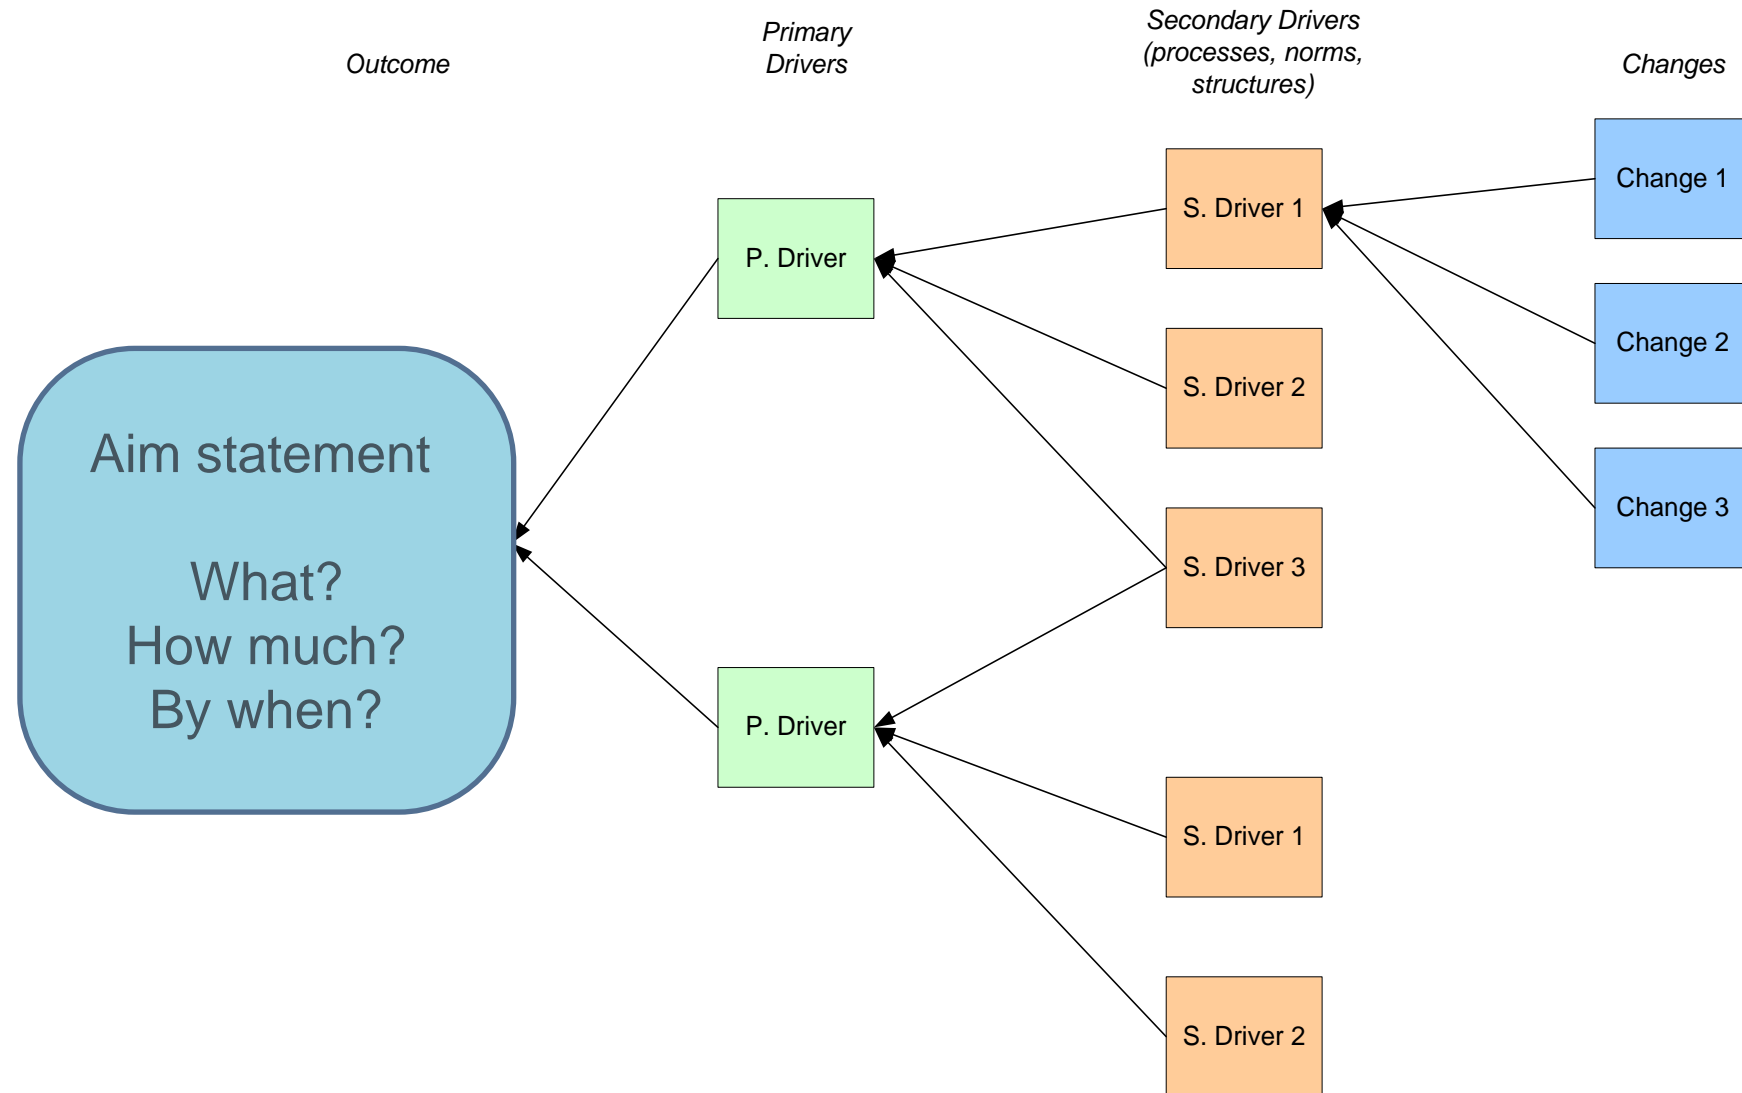 Outcome
Primary
Drivers
Secondary Drivers
(processes, norms,
structures)
Changes
Aim statement
What?
How much?
By when?
P. Driver
P. Driver
S. Driver 1
S. Driver 2
S. Driver 3
S. Driver 1
S. Driver 2
Change 1
Change 2
Change 3